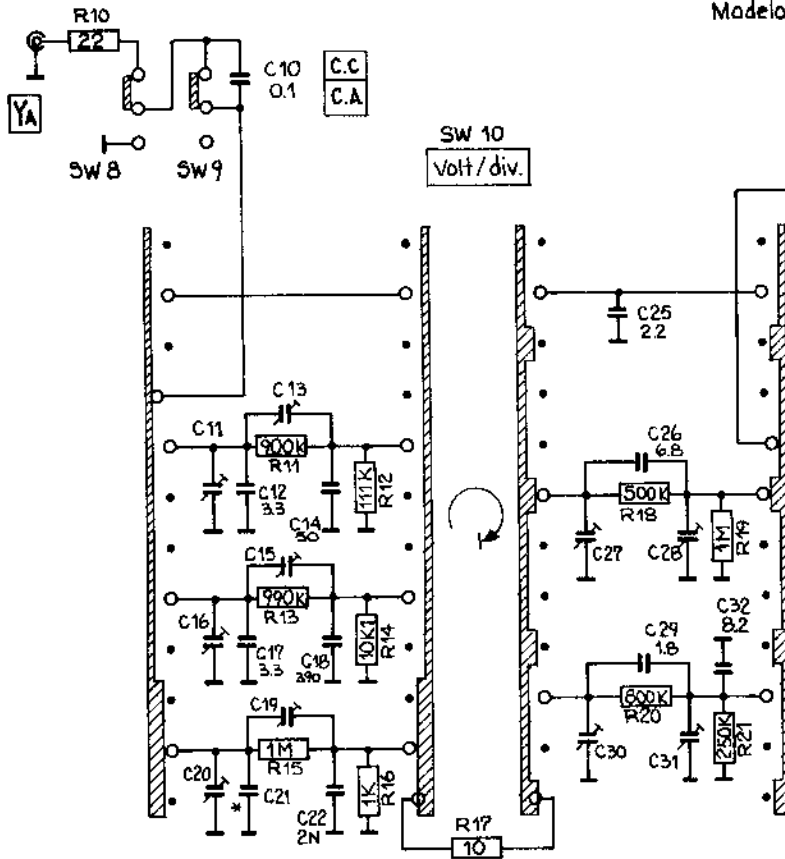 Modelo
R10
22
YA
C10
0.1
C.C
C.A
SW8
SW9
SW 10
Volt/div.
C25
2.2
C13
C11
900K
R11
C12
3.3
C14
50
111K
R12
C26
6.8
500K
R18
C27
C28
1M
R19
C15
C16
990K
R13
C17
3.3
C18
390
10K1
R14
C32
8.2
C29
1.8
800K
R20
C30
C31
250K
R21
C19
C20
1M
R15
*
C21
C22
2N
1K
R16
R17
10